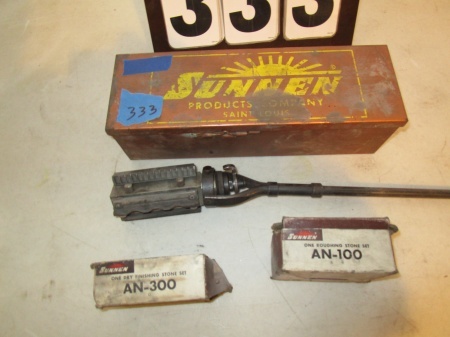 333
SUNNEN
PRODUCTS COMPANY
SAINT LOUIS
333
SUNNEN
ONE ROUGHING STONE SET
AN-100
SUNNEN
ONE DRY FINISHING STONE SET
AN-300